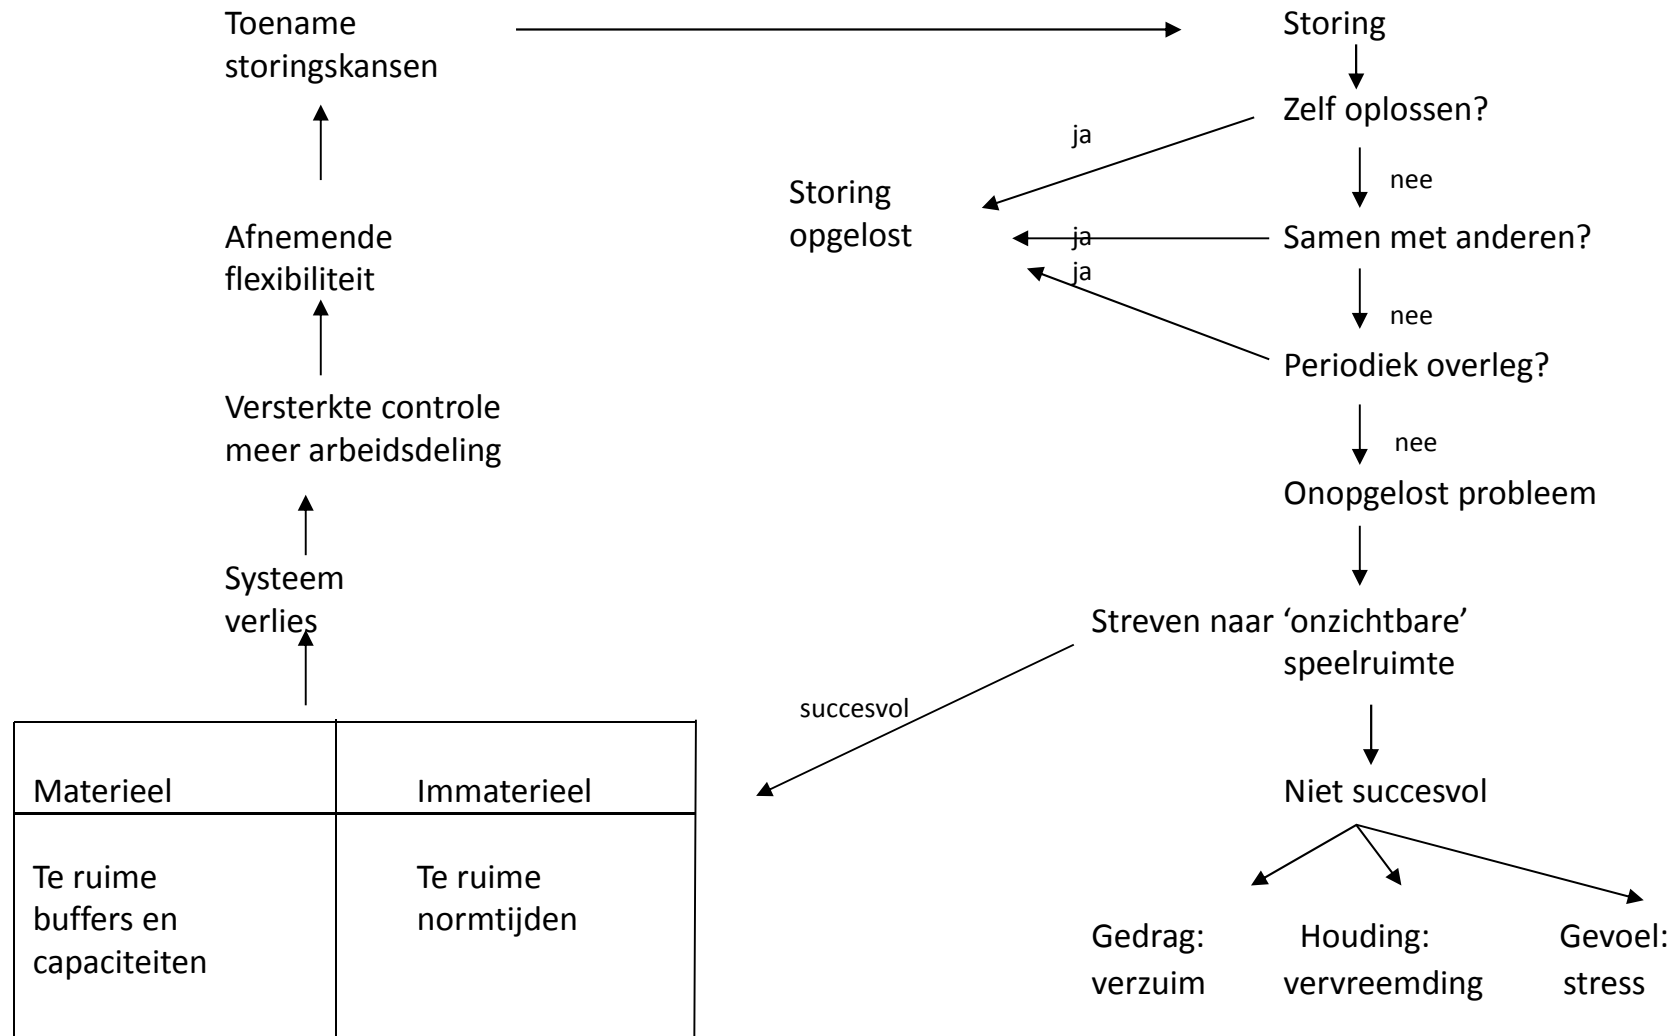 Toename
storingskansen
Storing
Zelf oplossen?
ja
nee
Storing
opgelost
Afnemende
flexibiliteit
ja
Samen met anderen?
ja
nee
Periodiek overleg?
Versterkte controle
meer arbeidsdeling
nee
Onopgelost probleem
Systeem
verlies
Streven naar ‘onzichtbare’
speelruimte
succesvol
Materieel
Immaterieel
Niet succesvol
Te ruime
buffers en
capaciteiten
Te ruime
normtijden
Gedrag:
verzuim
Houding:
vervreemding
Gevoel:
stress